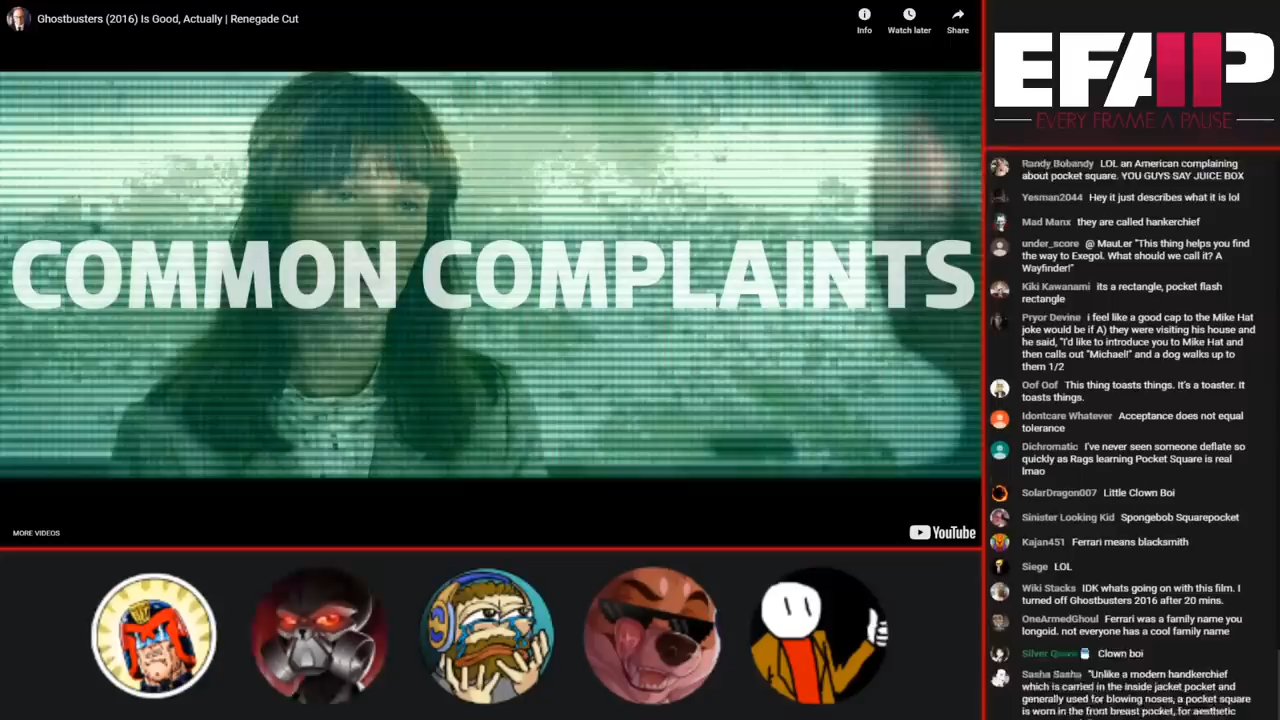 Ghostbusters (2016) Is Good, Actually | Renegade Cut
Info
Watch later
Share
COMMON COMPLAINTS
MORE VIDEOS
YouTube
EFAP
EVERY FRAME A PAUSE
Randy Bobandy LOL an American complaining
about pocket square. YOU GUYS SAY JUICE BOX
Yesman2044 Hey it just describes what it is lol
Mad Manx they are called hankerchief
under_score @ MauLer "This thing helps you find
the way to Exegol. What should we call it? A
Wayfinder!"
Kiki Kawanami its a rectangle, pocket flash
rectangle
Pryor Devine i feel like a good cap to the Mike Hat
joke would be if A) they were visiting his house and
he said, "I'd like to introduce you to Mike Hat and
then calls out "Michael!" and a dog walks up to
them 1/2
Oof Oof This thing toasts things. It's a toaster. It
toasts things.
Idontcare Whatever Acceptance does not equal
tolerance
Dichromatic I've never seen someone deflate so
quickly as Rags learning Pocket Square is real
lmao
SolarDragon007 Little Clown Boi
Sinister Looking Kid Spongebob Squarepocket
Kajan451 Ferrari means blacksmith
Siege LOL
Wiki Stacks IDK whats going on with this film. I
turned off Ghostbusters 2016 after 20 mins.
OneArmedGhoul Ferrari was a family name you
longoid. not everyone has a cool family name
Silver Clown boi
Sasha Sasha "Unlike a modern handkerchief
which is carried in the inside jacket pocket and
generally used for blowing noses, a pocket square
is worn in the front breast pocket, for aesthetic